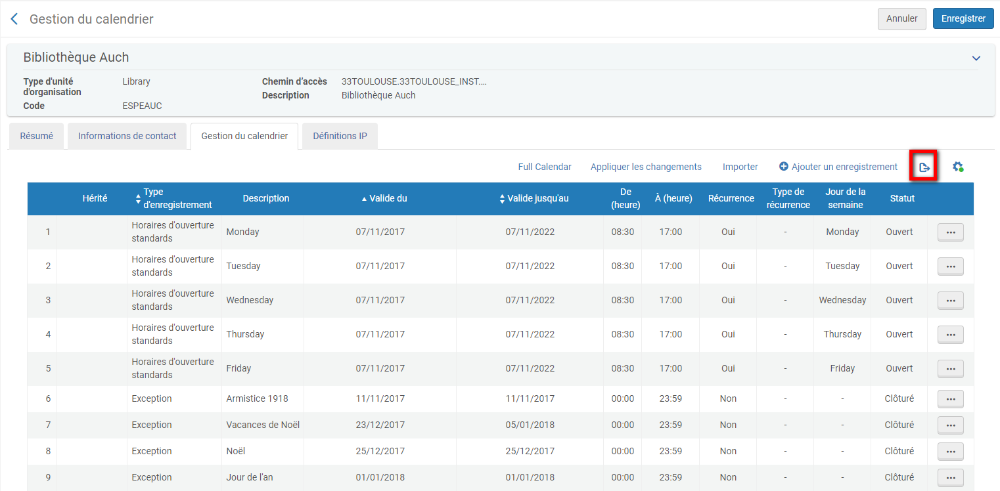 Gestion du calendrier
Annuler
Enregistrer
Bibliothèque Auch
Type d'unité d'organisation Library
Code ESPEAUC
Chemin d'accès 33TOULOUSE.33TOULOUSE_INST....
Description Bibliothèque Auch
Résumé Informations de contact Gestion du calendrier Définitions IP
Full Calendar Appliquer les changements Importer Ajouter un enregistrement
Hérité Type d'enregistrement Description Valide du Valide jusqu'au De (heure) À (heure) Récurrence Type de récurrence Jour de la semaine Statut
1 Horaires d'ouverture standards Monday 07/11/2017 07/11/2022 08:30 17:00 Oui - Monday Ouvert
2 Horaires d'ouverture standards Tuesday 07/11/2017 07/11/2022 08:30 17:00 Oui - Tuesday Ouvert
3 Horaires d'ouverture standards Wednesday 07/11/2017 07/11/2022 08:30 17:00 Oui - Wednesday Ouvert
4 Horaires d'ouverture standards Thursday 07/11/2017 07/11/2022 08:30 17:00 Oui - Thursday Ouvert
5 Horaires d'ouverture standards Friday 07/11/2017 07/11/2022 08:30 17:00 Oui - Friday Ouvert
6 Exception Armistice 1918 11/11/2017 11/11/2017 00:00 23:59 Non - - Clôturé
7 Exception Vacances de Noël 23/12/2017 05/01/2018 00:00 23:59 Non - - Clôturé
8 Exception Noël 25/12/2017 25/12/2017 00:00 23:59 Non - - Clôturé
9 Exception Jour de l'an 01/01/2018 01/01/2018 00:00 23:59 Non - - Clôturé